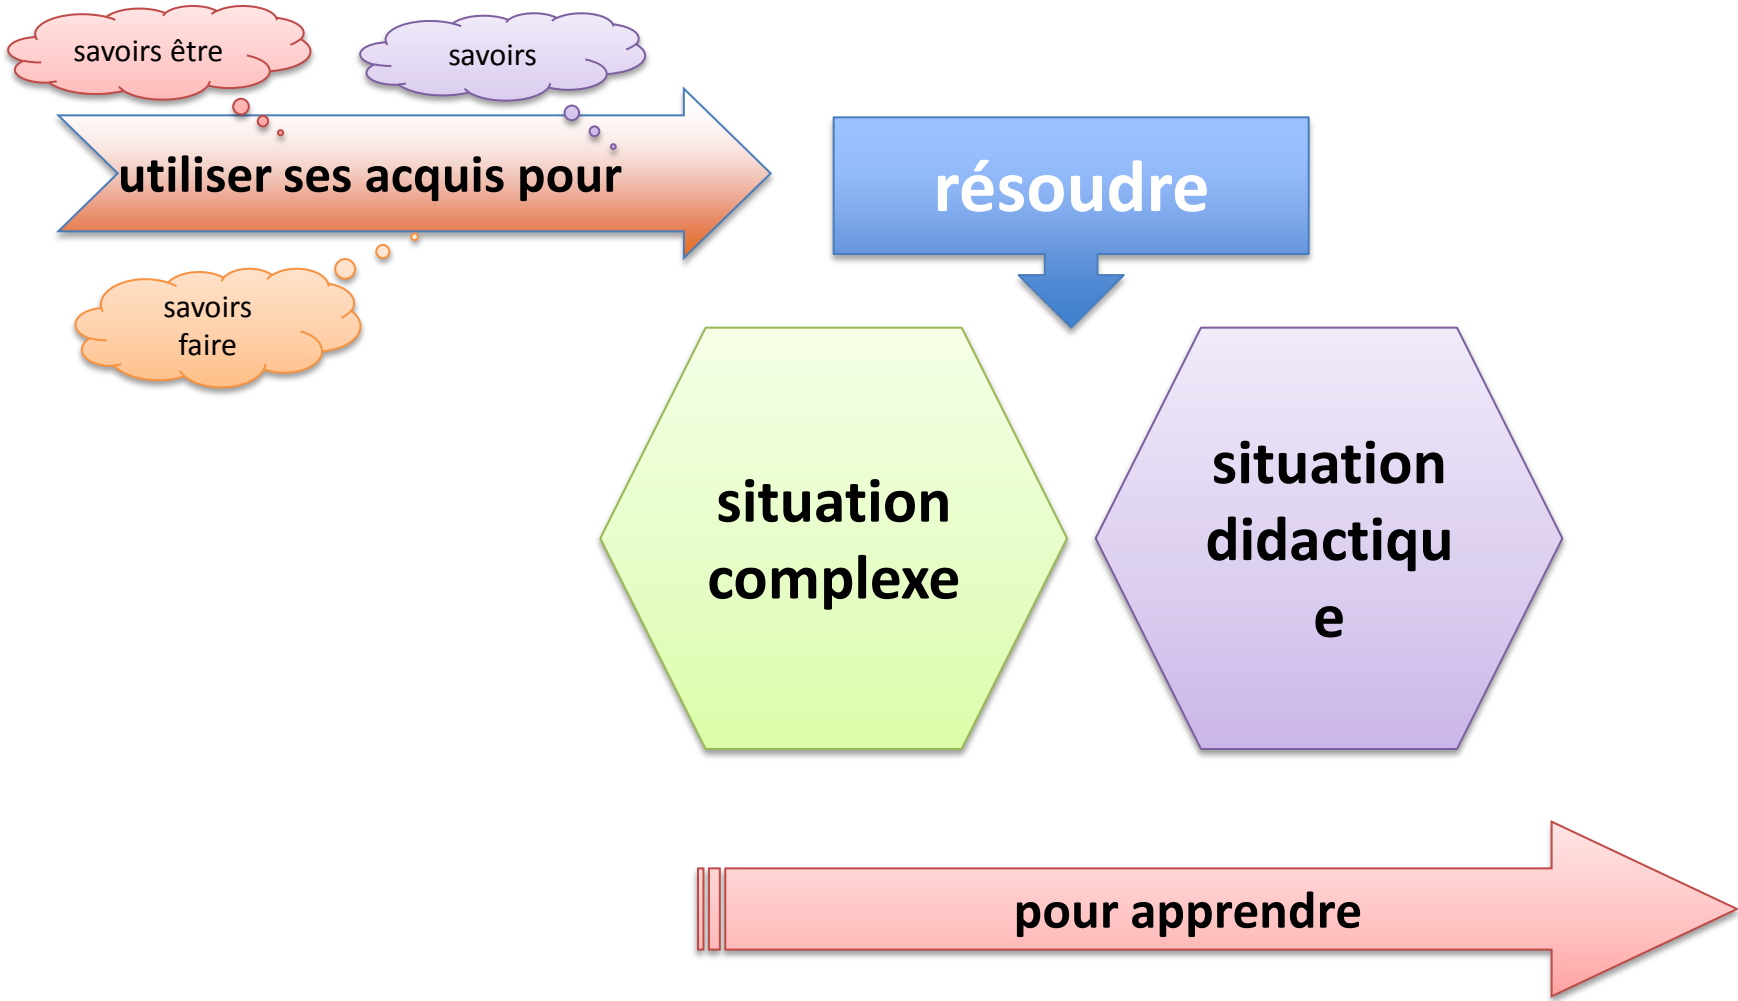 savoirs être
savoirs
utiliser ses acquis pour
résoudre
savoirs
faire
situation
complexe
situation
didactiqu
e
pour apprendre